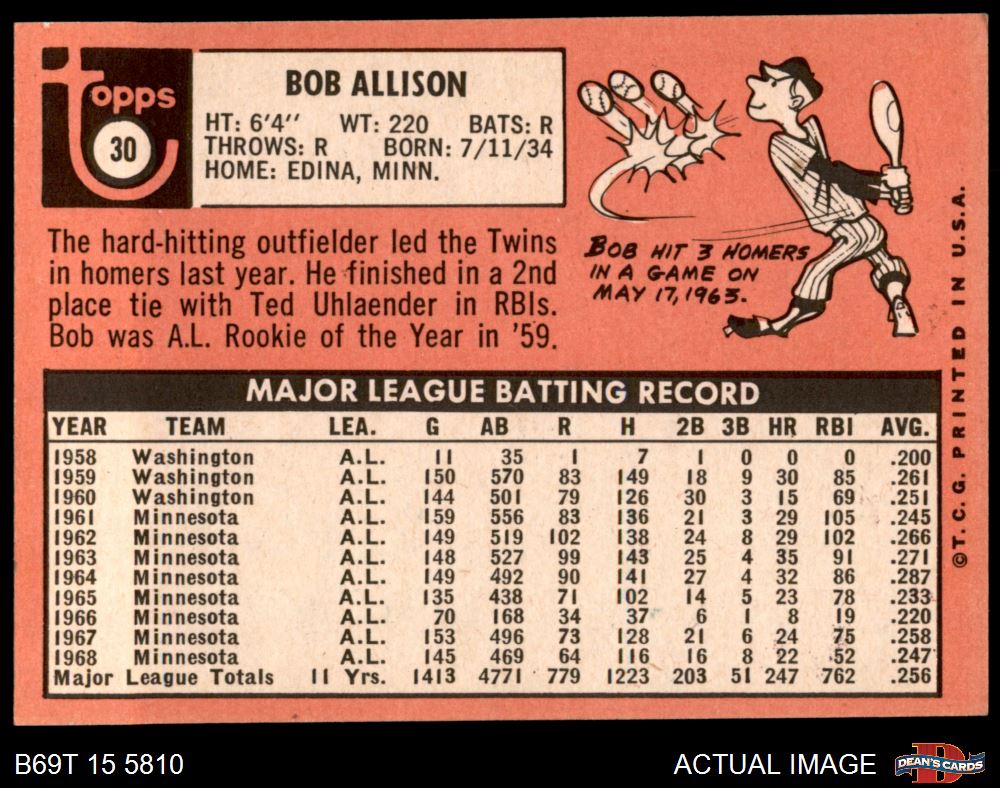 topps
30
BOB ALLISON
HT: 6'4" WT: 220 BATS: R
THROWS: R BORN: 7/11/34
HOME: EDINA, MINN.
The hard-hitting outfielder led the Twins
in homers last year. He finished in a 2nd
place tie with Ted Uhlaender in RBIs.
Bob was A.L. Rookie of the Year in '59.
BOB HIT 3 HOMERS
IN A GAME ON
MAY 17, 1963.
MAJOR LEAGUE BATTING RECORD
YEAR TEAM LEA. G AB R H 2B 3B HR RBI AVG.
1958 Washington A.L. 11 35 1 7 1 0 0 0 .200
1959 Washington A.L. 150 570 83 149 18 9 30 85 .261
1960 Washington A.L. 144 501 79 126 30 3 15 69 .251
1961 Minnesota A.L. 159 556 83 136 21 3 29 105 .245
1962 Minnesota A.L. 149 519 102 138 24 8 29 102 .266
1963 Minnesota A.L. 148 527 99 143 25 4 35 91 .271
1964 Minnesota A.L. 149 492 90 141 27 4 32 86 .287
1965 Minnesota A.L. 135 438 71 102 14 5 23 78 .233
1966 Minnesota A.L. 70 168 34 37 6 1 8 19 .220
1967 Minnesota A.L. 153 496 73 128 21 6 24 75 .258
1968 Minnesota A.L. 145 469 64 116 16 8 22 52 .247
Major League Totals 11 Yrs. 1413 4771 779 1223 203 51 247 762 .256
©T.C.G. PRINTED IN U.S.A.
B69T 15 5810
ACTUAL IMAGE
D
DEAN'S CARDS